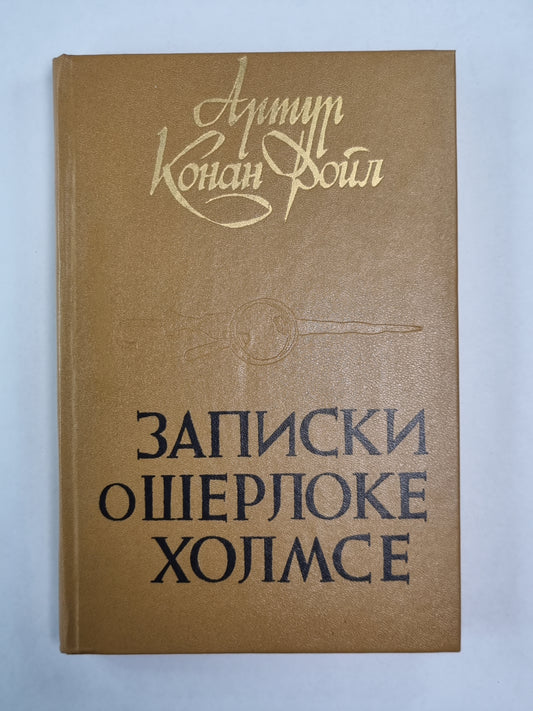 Артур
Конан Дойл
ЗАПИСКИ
О ШЕРЛОКЕ
ХОЛМСЕ